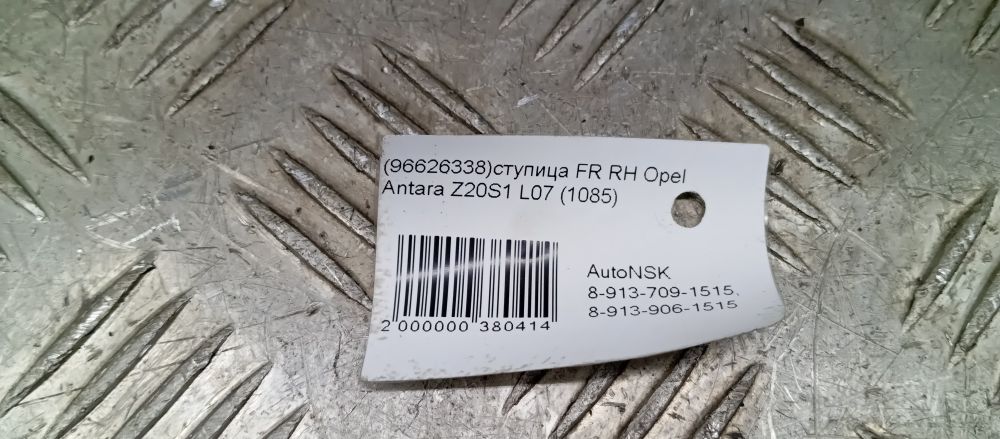 (96626338)ступица FR RH Opel
Antara Z20S1 L07 (1085)
AutoNSK
8-913-709-1515,
8-913-906-1515
2 000000 380414